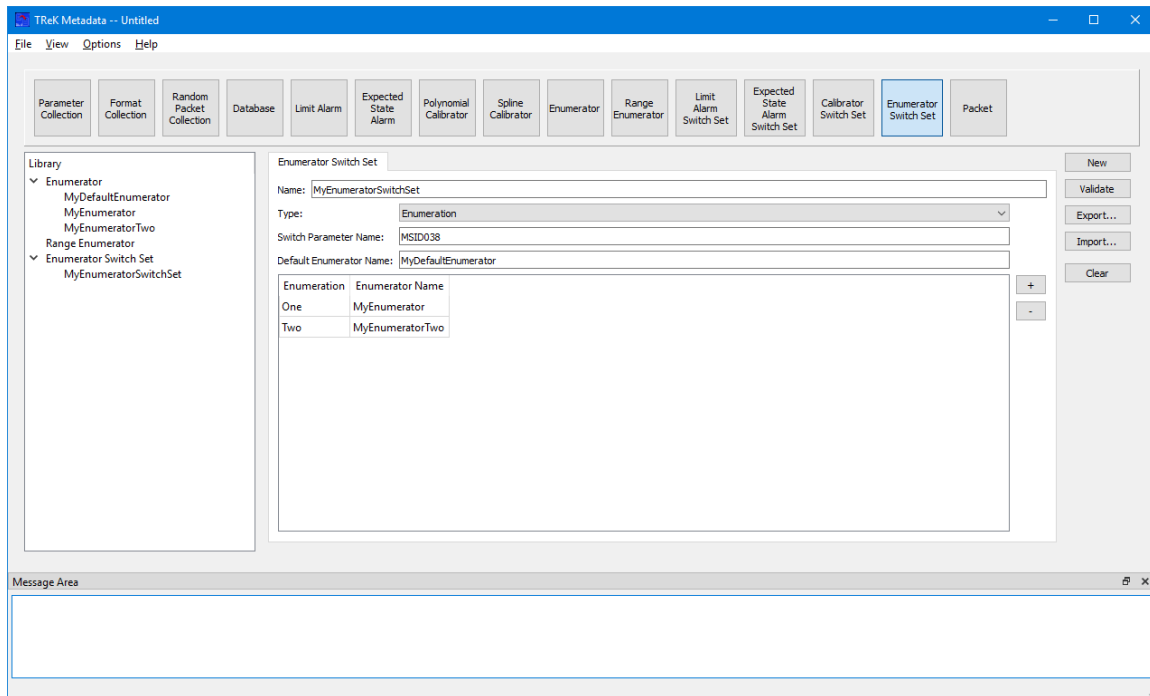 TReK Metadata -- Untitled
File View Options Help
Parameter
Collection
Format
Collection
Random
Packet
Collection
Database
Limit Alarm
Expected
State
Alarm
Polynomial
Calibrator
Spline
Calibrator
Enumerator
Range
Enumerator
Limit
Alarm
Switch Set
Expected
State
Alarm
Switch Set
Calibrator
Switch Set
Enumerator
Switch Set
Packet
Library
Enumerator
MyDefaultEnumerator
MyEnumerator
MyEnumeratorTwo
Range Enumerator
Enumerator Switch Set
MyEnumeratorSwitchSet
Enumerator Switch Set
Name: MyEnumeratorSwitchSet
Type: Enumeration
Switch Parameter Name: MSID038
Default Enumerator Name: MyDefaultEnumerator
Enumeration Enumerator Name
One MyEnumerator
Two MyEnumeratorTwo
+
-
New
Validate
Export...
Import...
Clear
Message Area